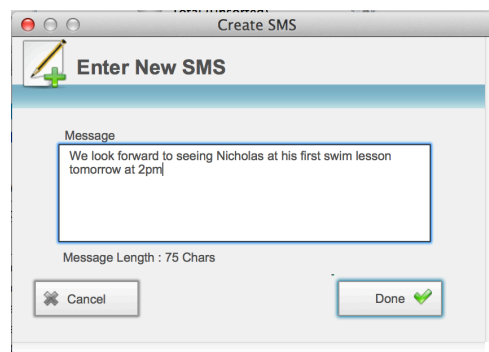 Create SMS
Enter New SMS
Message
We look forward to seeing Nicholas at his first swim lesson
tomorrow at 2pm
Message Length : 75 Chars
Cancel
Done